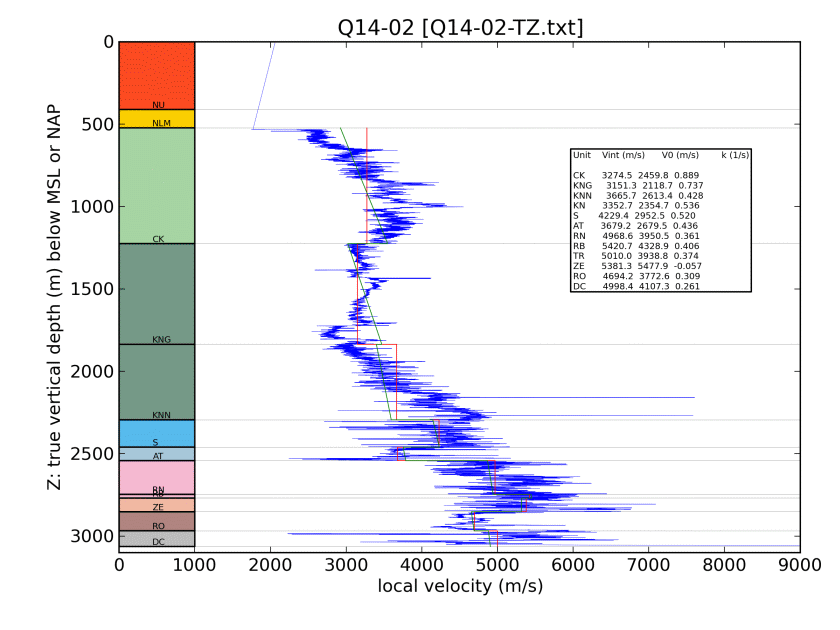 Q14-02 [Q14-02-TZ.txt]
Z: true vertical depth (m) below MSL or NAP
0
500
1000
1500
2000
2500
3000
NU
NLM
CK
KNG
KNN
S
AT
RN
ZE
RO
DC
Unit Vint (m/s) V0 (m/s) k (1/s)
CK 3274.5 2459.8 0.889
KNG 3151.3 2118.7 0.737
KNN 3665.7 2613.4 0.428
KN 3352.7 2354.7 0.536
S 4229.4 2952.5 0.520
AT 3679.2 2679.5 0.436
RN 4968.6 3950.5 0.361
RB 5420.7 4328.9 0.406
TR 5010.0 3938.8 0.374
ZE 5381.3 5477.9 -0.057
RO 4694.2 3772.6 0.309
DC 4998.4 4107.3 0.261
0 1000 2000 3000 4000 5000 6000 7000 8000 9000
local velocity (m/s)